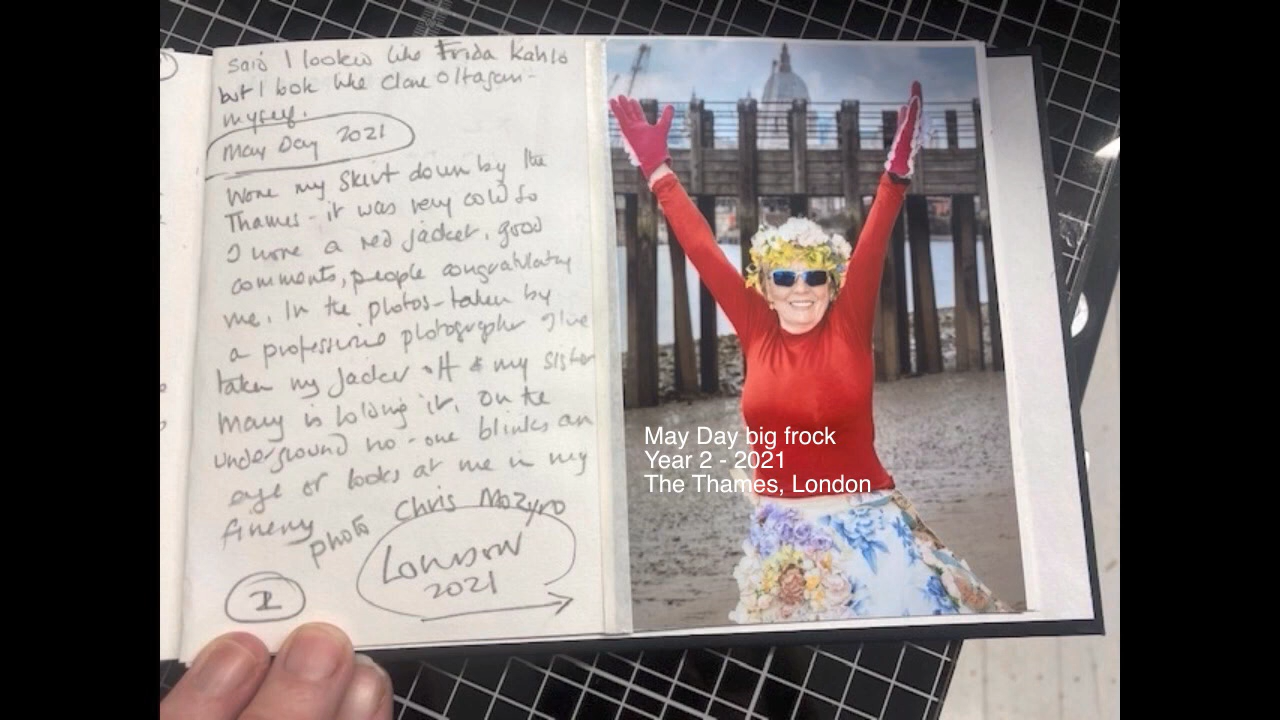 said I looked like Frida Kahlo
but I look like Clare O'Hagan -
myself.
May Day 2021
Wore my skirt down by the
Thames - it was very cold so
I wore a red jacket, good
comments, people congratulating
me. In the photos - taken by
a professional photographer I've
taken my jacket off & my sister
Mary is holding it. On the
underground no-one blinks an
eye or looks at me in my
finery
photo Chris Mozyro
London
2021
May Day big frock
Year 2 - 2021
The Thames, London